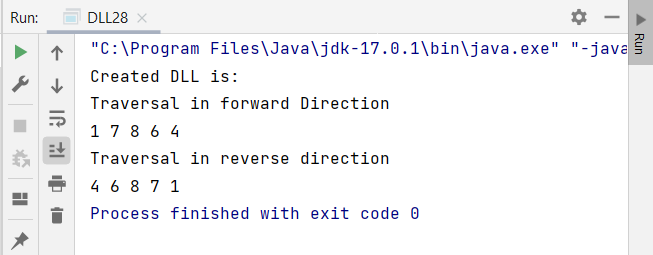 Run: DLL28
"C:\Program Files\Java\jdk-17.0.1\bin\java.exe" "-java
Created DLL is:
Traversal in forward Direction
1 7 8 6 4
Traversal in reverse direction
4 6 8 7 1
Process finished with exit code 0
Run